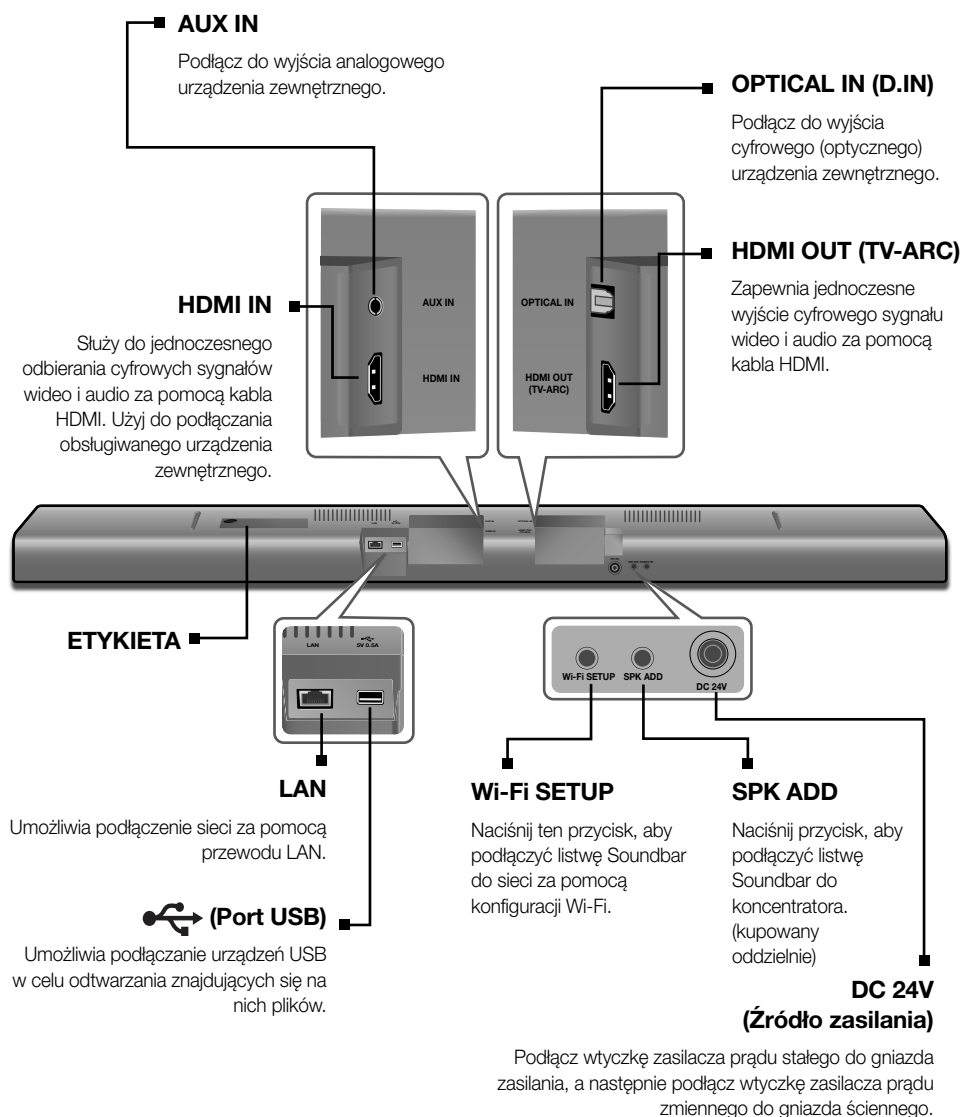 AUX IN
Podłącz do wyjścia analogowego
urządzenia zewnętrznego.
OPTICAL IN (D.IN)
Podłącz do wyjścia
cyfrowego (optycznego)
urządzenia zewnętrznego.
HDMI OUT (TV-ARC)
Zapewnia jednoczesne
wyjście cyfrowego sygnału
wideo i audio za pomocą
kabla HDMI.
HDMI IN
Służy do jednoczesnego
odbierania cyfrowych sygnałów
wideo i audio za pomocą kabla
HDMI. Użyj do podłączania
obsługiwanego urządzenia
zewnętrznego.
AUX IN
HDMI IN
OPTICAL IN
HDMI OUT
(TV-ARC)
ETYKIETA
LAN
5V 0.5A
Wi-Fi SETUP
SPK ADD
DC 24V
LAN
Umożliwia podłączenie sieci za pomocą
przewodu LAN.
(Port USB)
Umożliwia podłączanie urządzeń USB
w celu odtwarzania znajdujących się na
nich plików.
Wi-Fi SETUP
Naciśnij ten przycisk, aby
podłączyć listwę Soundbar
do sieci za pomocą
konfiguracji Wi-Fi.
SPK ADD
Naciśnij przycisk, aby
podłączyć listwę
Soundbar do
koncentratora.
(kupowany
oddzielnie)
DC 24V
(Źródło zasilania)
Podłącz wtyczkę zasilacza prądu stałego do gniazda
zasilania, a następnie podłącz wtyczkę zasilacza prądu
zmiennego do gniazda ściennego.